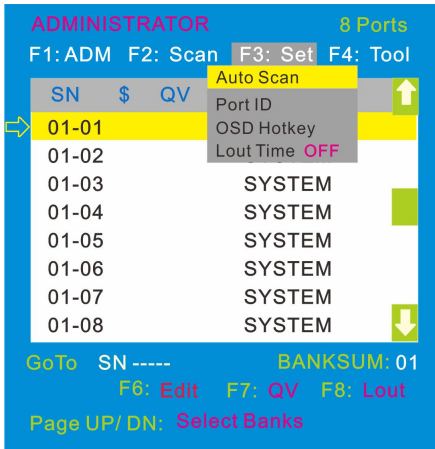 ADMINISTRATOR 8 Ports
F1: ADM F2: Scan F3: Set F4: Tool
Auto Scan
SN $ QV
Port ID
01-01 OSD Hotkey
Lout Time OFF
01-02
01-03 SYSTEM
01-04 SYSTEM
01-05 SYSTEM
01-06 SYSTEM
01-07 SYSTEM
01-08 SYSTEM
GoTo SN ----- BANKSUM: 01
F6: Edit F7: QV F8: Lout
Page UP/ DN: Select Banks